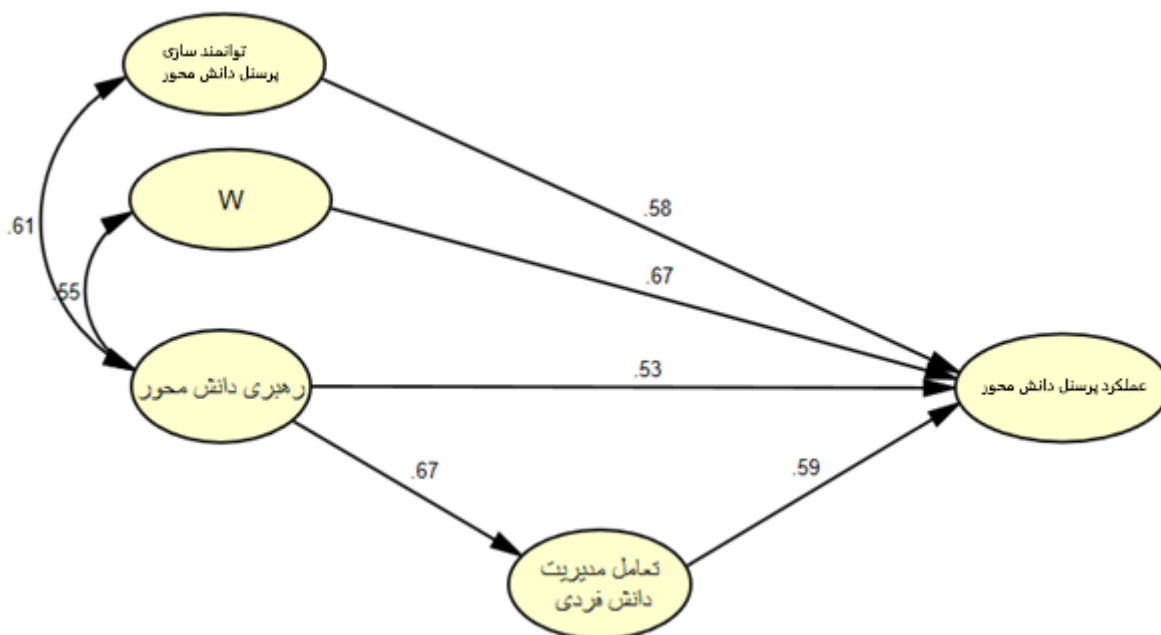 توانمند سازی
پرسنل دانش محور
W
.58
.61
.67
.55
رهبری دانش محور
.53
عملکرد پرسنل دانش محور
.67
.59
تعامل مدیریت
دانش فردی